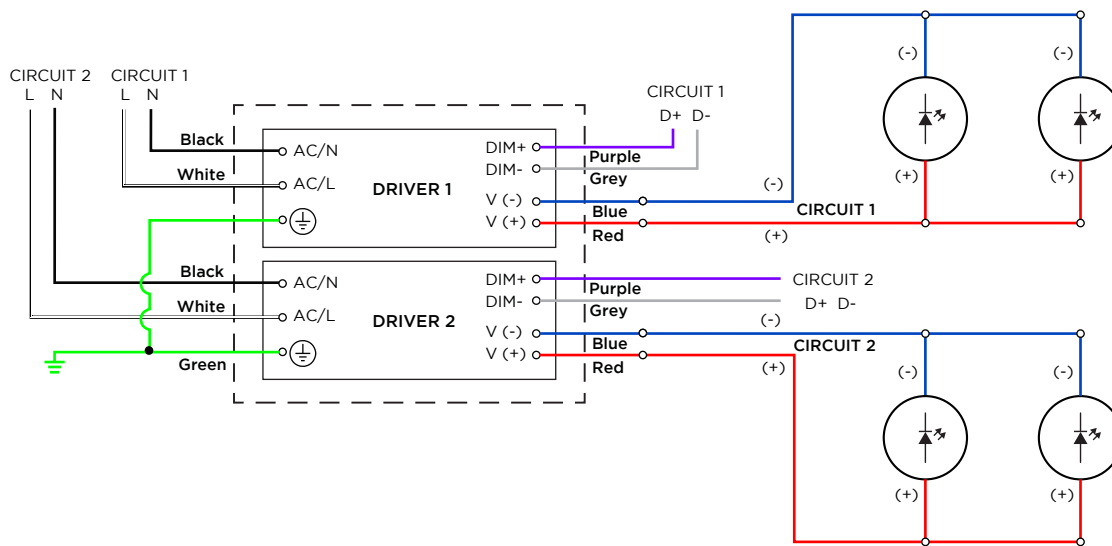 CIRCUIT 2 CIRCUIT 1
L N L N
CIRCUIT 1
D+ D-
(-) (-)
(+) (+)
Black
White
AC/N
AC/L
DRIVER 1
DIM+
DIM-
V (-)
V (+)
Purple
Grey
Blue
Red
(-)
CIRCUIT 1
(+)
Black
White
Green
AC/N
AC/L
DRIVER 2
DIM+
DIM-
V (-)
V (+)
Purple
Grey
Blue
Red
CIRCUIT 2
D+ D-
(-)
CIRCUIT 2
(+)
(-) (-)
(+) (+)